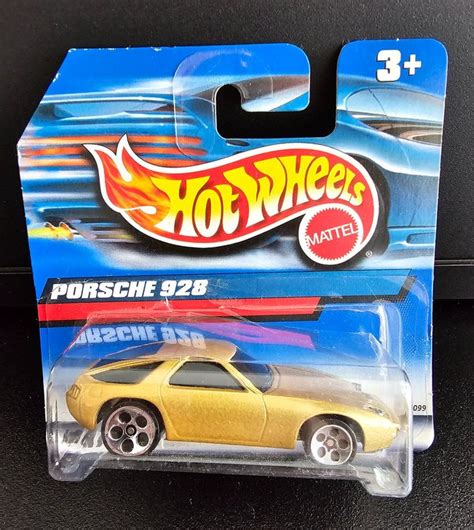 3+
HOT WHEELS
MATTEL
PORSCHE 928
PORSCHE 928
099